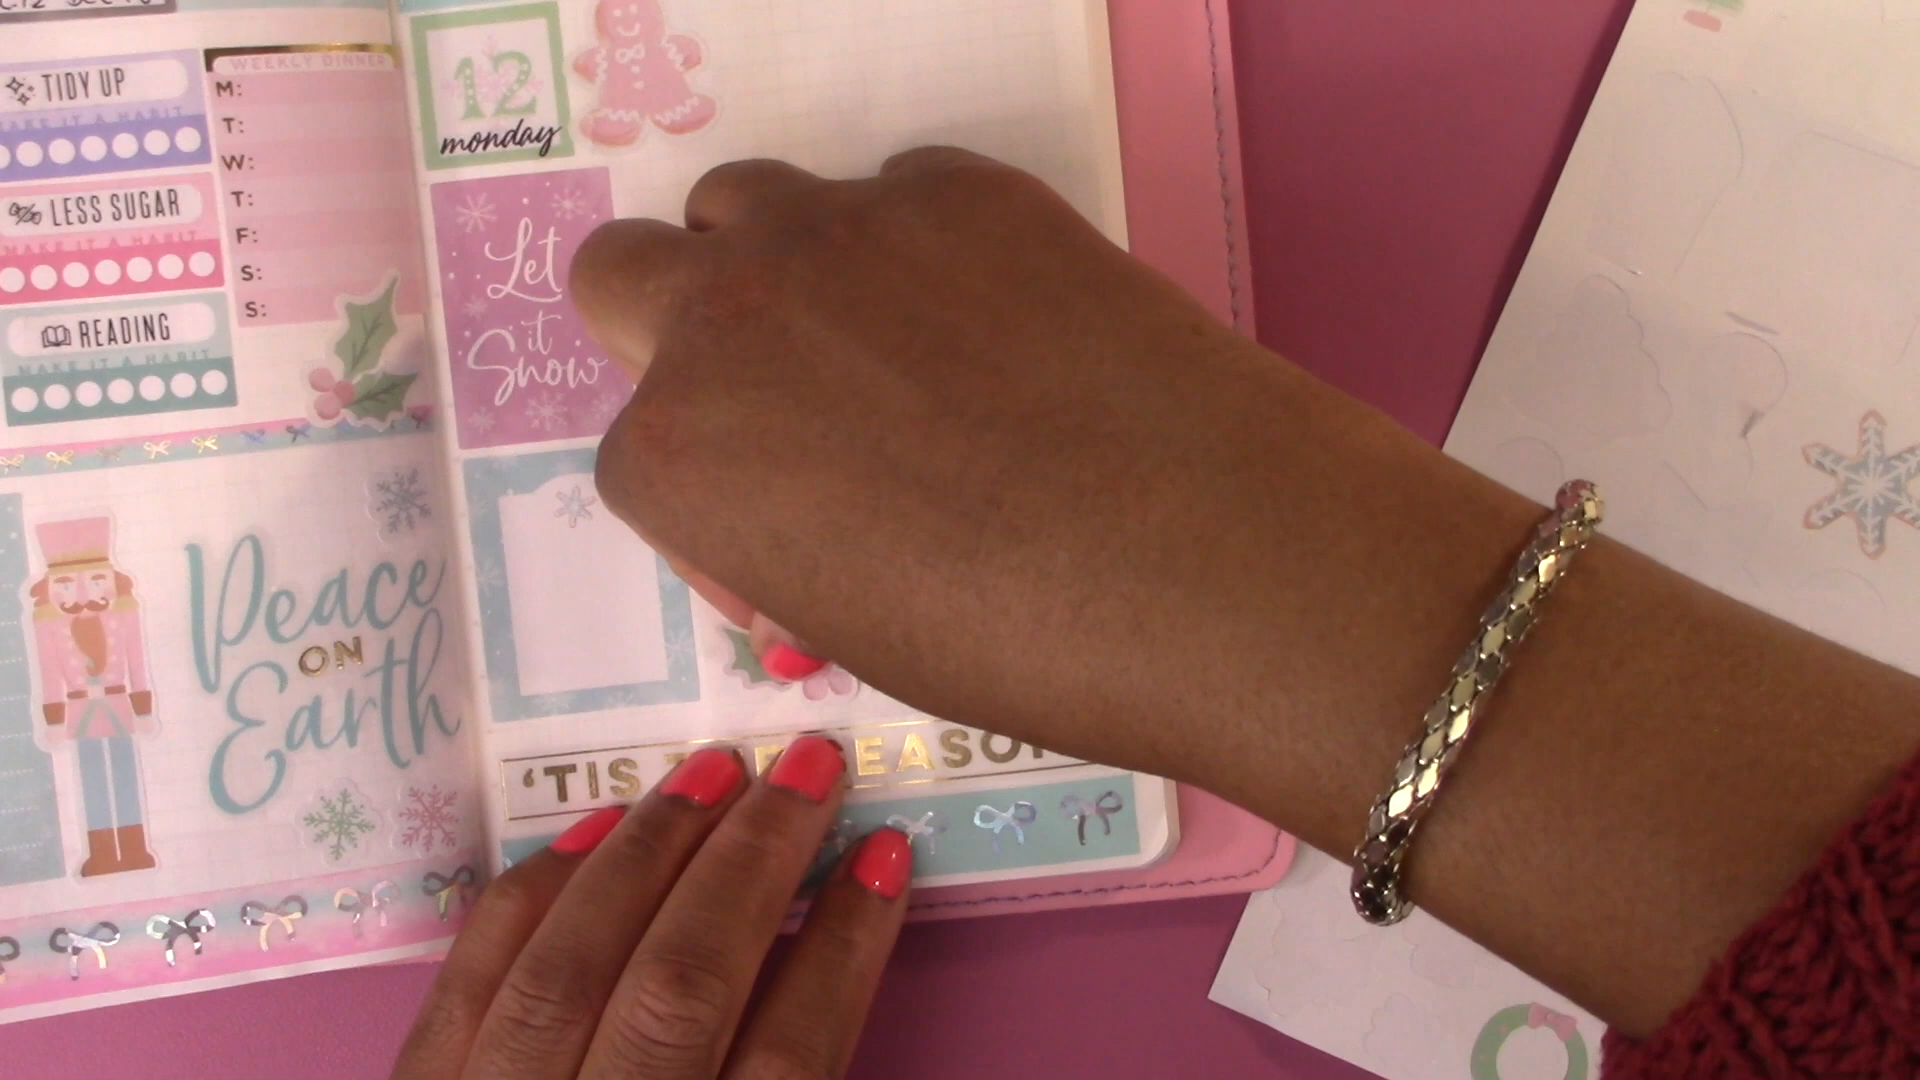 TIDY UP
MAKE IT A HABIT
LESS SUGAR
MAKE IT A HABIT
READING
MAKE IT A HABIT
WEEKLY DINNER
M:
T:
W:
T:
F:
S:
S:
Peace
ON
Earth
12
monday
Let
it
Snow
'TIS